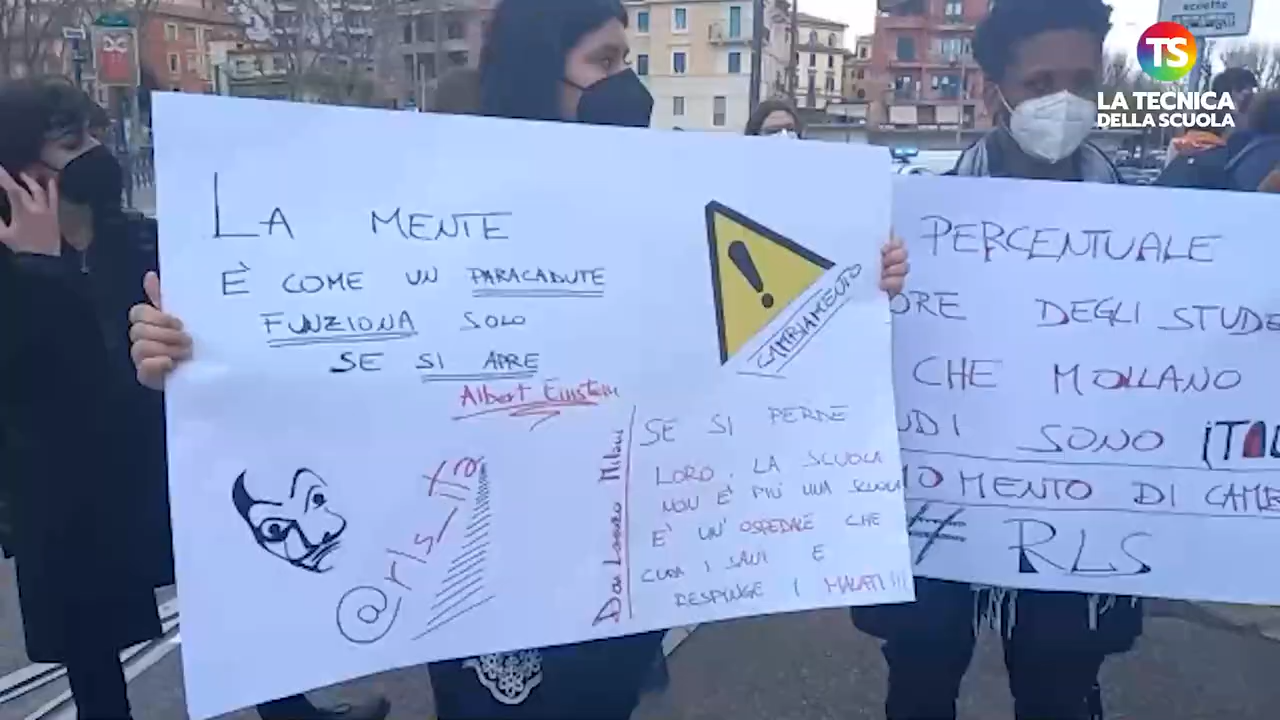 TS
LA TECNICA
DELLA SCUOLA
LA MENTE
È COME UN PARACADUTE
FUNZIONA SOLO
SE SI APRE
Albert Einstein
CAMBIAMENTO
Don Lorenzo Milani
SE SI PERDE
LORO, LA SCUOLA
NON È PIÙ UNA SCUOLA
E' UN' OSPEDALE CHE
CURA I SANI E
RESPINGE I MALATI!!!
PERCENTUALE
ORE DEGLI STUDE
CHE MOLLANO
UDI SONO ITAL
MOMENTO DI CAMB
# RLS